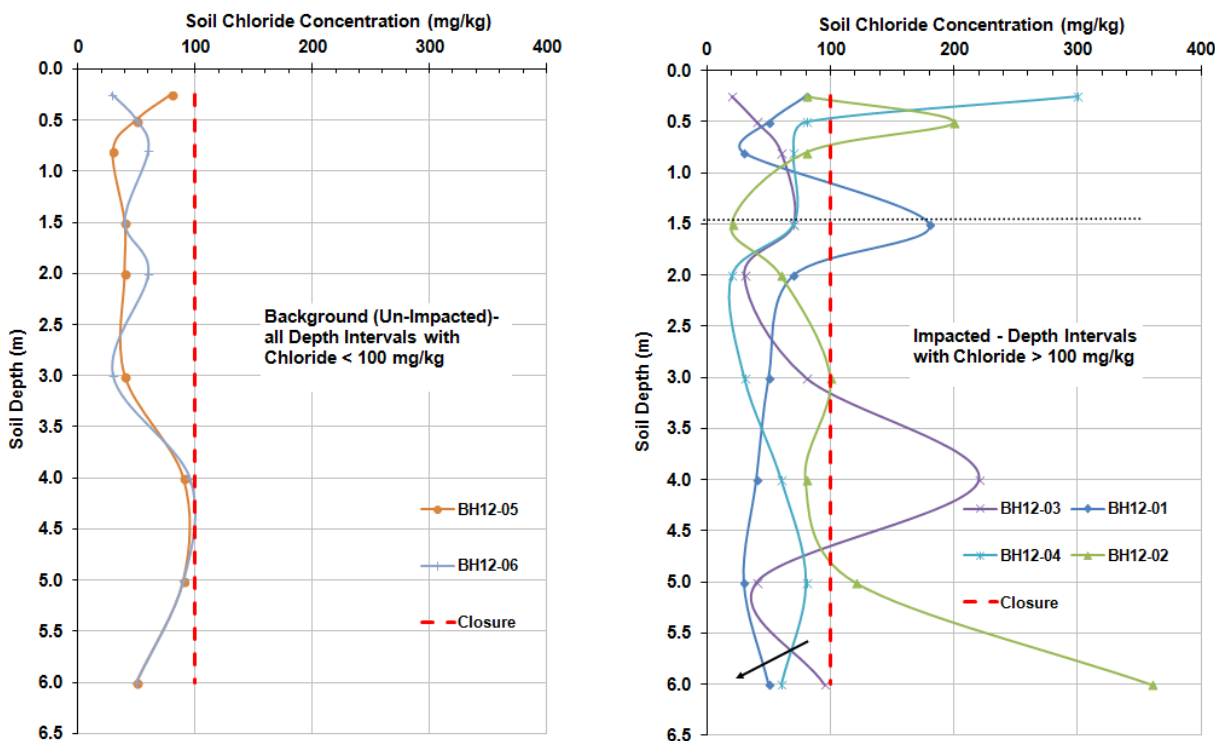 Soil Chloride Concentration (mg/kg)
0 100 200 300 400
0.0
0.5
1.0
1.5
2.0
2.5
3.0
3.5
4.0
4.5
5.0
5.5
6.0
6.5
Soil Depth (m)
Background (Un-Impacted)-
all Depth Intervals with
Chloride < 100 mg/kg
BH12-05
BH12-06
Closure
Soil Chloride Concentration (mg/kg)
0 100 200 300 400
0.0
0.5
1.0
1.5
2.0
2.5
3.0
3.5
4.0
4.5
5.0
5.5
6.0
6.5
Soil Depth (m)
Impacted - Depth Intervals
with Chloride > 100 mg/kg
BH12-03 BH12-01
BH12-04 BH12-02
Closure